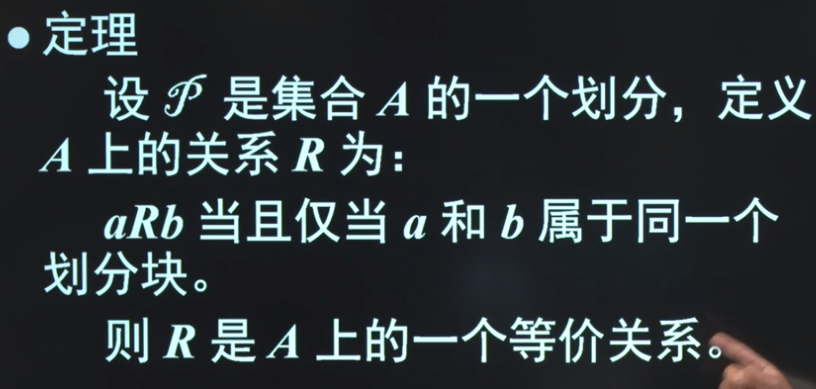 ● 定理
设 𝒫 是集合 A 的一个划分，定义
A 上的关系 R 为：
aRb 当且仅当 a 和 b 属于同一个
划分块。
则 R 是 A 上的一个等价关系。